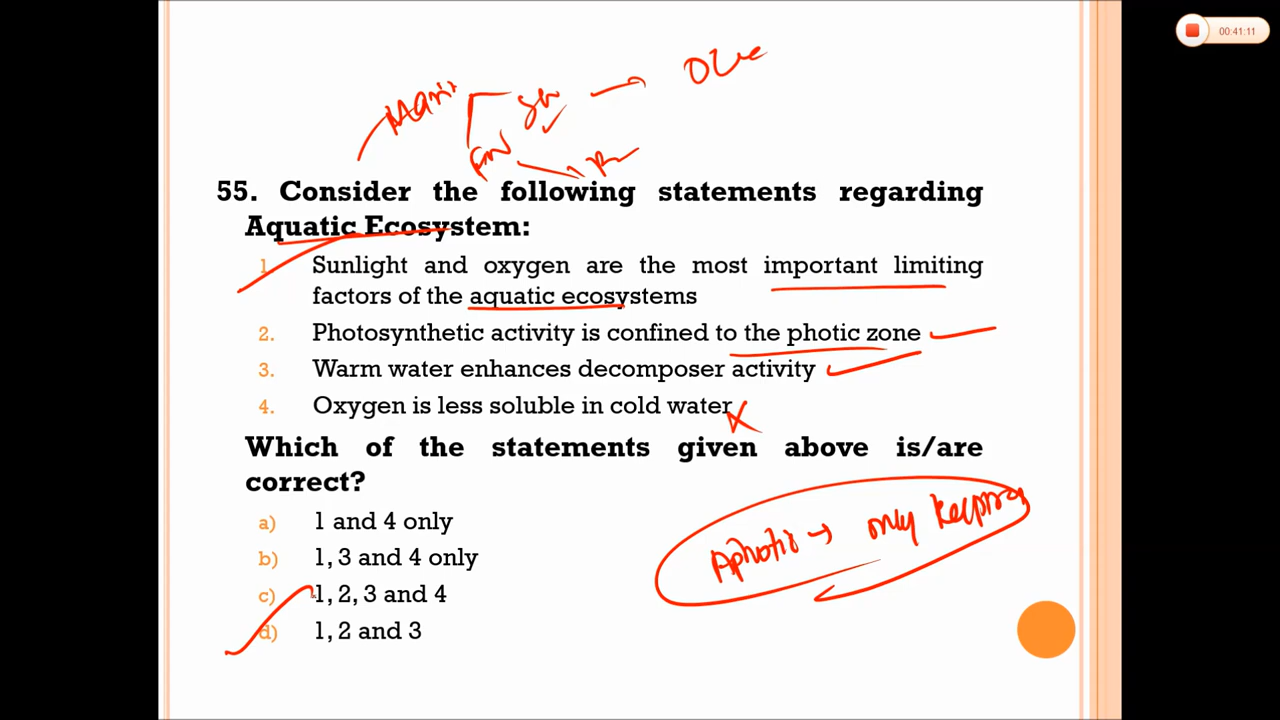 00:41:11
55. Consider the following statements regarding
Aquatic Ecosystem:
1. Sunlight and oxygen are the most important limiting
factors of the aquatic ecosystems
2. Photosynthetic activity is confined to the photic zone
3. Warm water enhances decomposer activity
4. Oxygen is less soluble in cold water
Which of the statements given above is/are
correct?
a) 1 and 4 only
b) 1, 3 and 4 only
c) 1, 2, 3 and 4
d) 1, 2 and 3
Aphotic → only